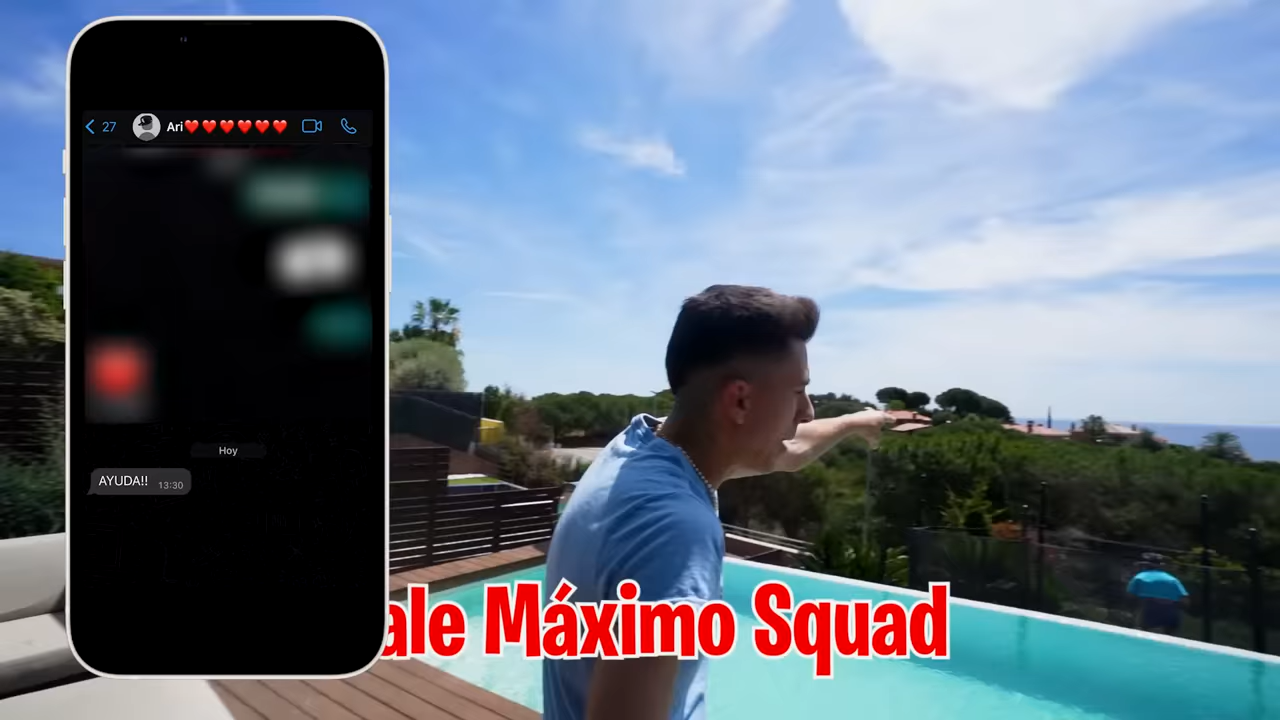 27
Ari❤️❤️❤️❤️❤️❤️
Hoy
AYUDA!! 13:30
ale Máximo Squad